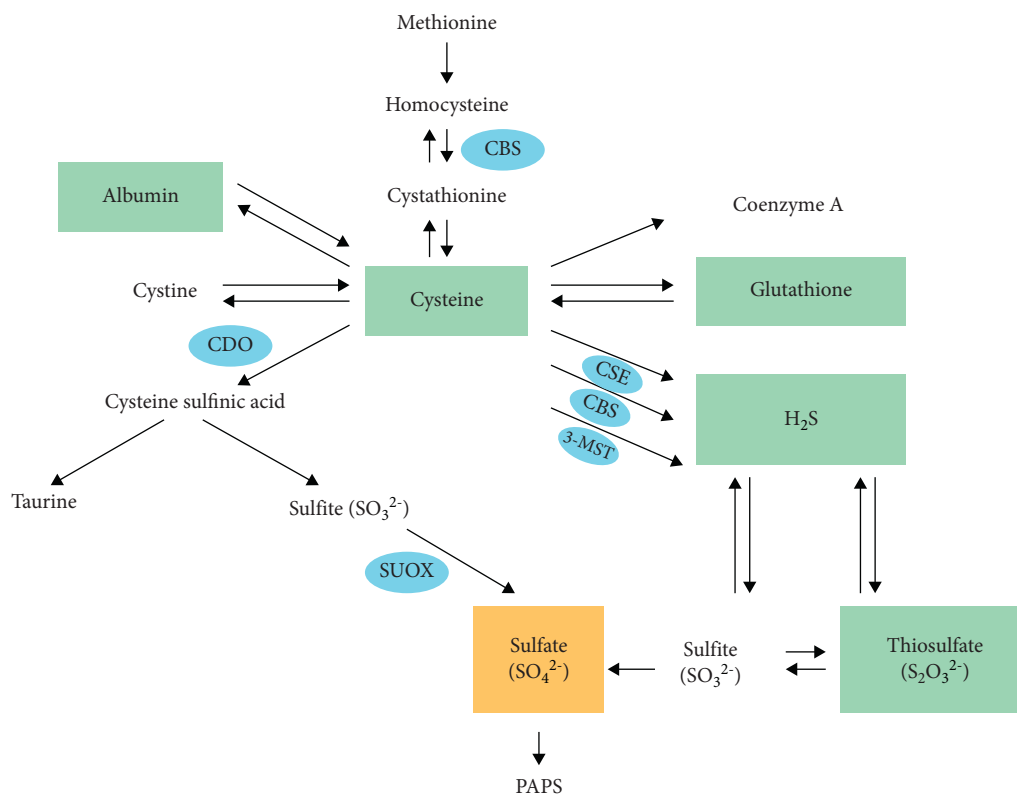 Methionine
Homocysteine
CBS
Albumin
Cystathionine
Coenzyme A
Cystine
Cysteine
Glutathione
CDO
CSE
Cysteine sulfinic acid
CBS
H₂S
3-MST
Taurine
Sulfite (SO₃²⁻)
SUOX
Sulfate
(SO₄²⁻)
Sulfite
(SO₃²⁻)
Thiosulfate
(S₂O₃²⁻)
PAPS